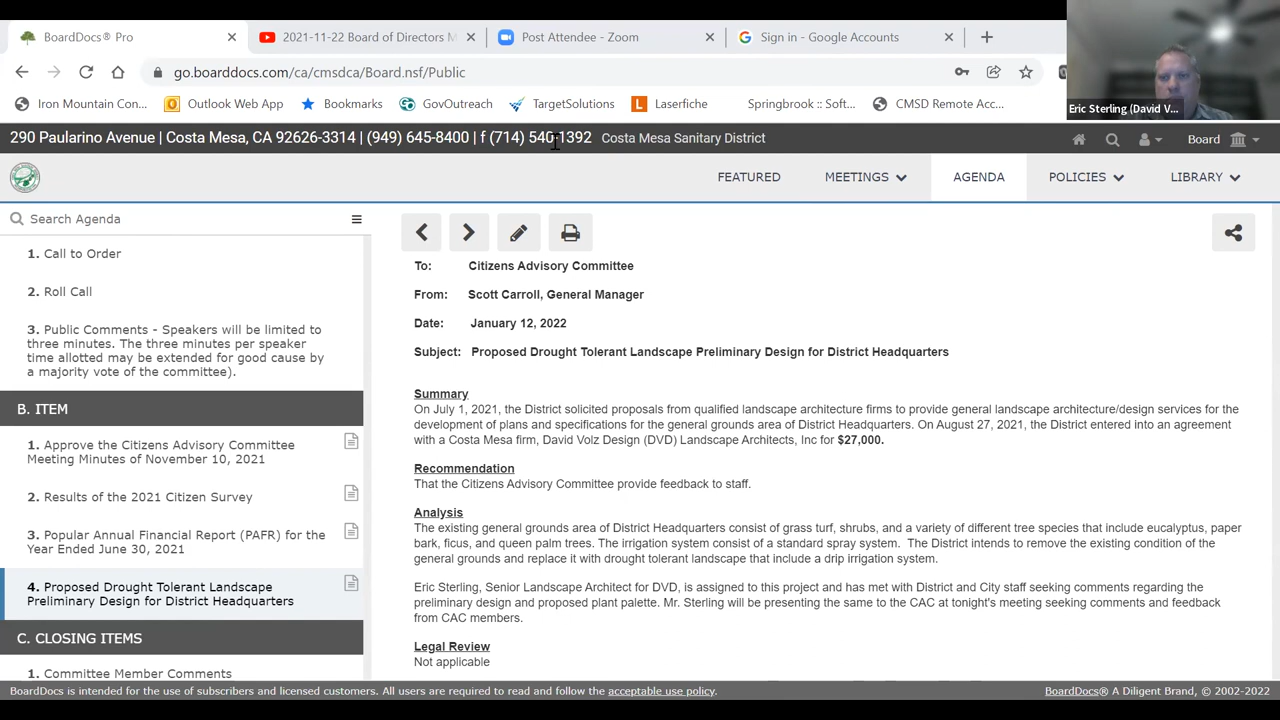 BoardDocs® Pro
2021-11-22 Board of Directors M
Post Attendee - Zoom
Sign in - Google Accounts
go.boarddocs.com/ca/cmsdca/Board.nsf/Public
Iron Mountain Con...
Outlook Web App
Bookmarks
GovOutreach
TargetSolutions
Laserfiche
Springbrook :: Soft...
CMSD Remote Acc...
Eric Sterling (David V...
290 Paularino Avenue | Costa Mesa, CA 92626-3314 | (949) 645-8400 | f (714) 540-1392 Costa Mesa Sanitary District
Board
FEATURED
MEETINGS
AGENDA
POLICIES
LIBRARY
Search Agenda
1. Call to Order
2. Roll Call
3. Public Comments - Speakers will be limited to
three minutes. The three minutes per speaker
time allotted may be extended for good cause by
a majority vote of the committee).
B. ITEM
1. Approve the Citizens Advisory Committee
Meeting Minutes of November 10, 2021
2. Results of the 2021 Citizen Survey
3. Popular Annual Financial Report (PAFR) for the
Year Ended June 30, 2021
4. Proposed Drought Tolerant Landscape
Preliminary Design for District Headquarters
C. CLOSING ITEMS
1. Committee Member Comments
To: Citizens Advisory Committee
From: Scott Carroll, General Manager
Date: January 12, 2022
Subject: Proposed Drought Tolerant Landscape Preliminary Design for District Headquarters
Summary
On July 1, 2021, the District solicited proposals from qualified landscape architecture firms to provide general landscape architecture/design services for the
development of plans and specifications for the general grounds area of District Headquarters. On August 27, 2021, the District entered into an agreement
with a Costa Mesa firm, David Volz Design (DVD) Landscape Architects, Inc for $27,000.
Recommendation
That the Citizens Advisory Committee provide feedback to staff.
Analysis
The existing general grounds area of District Headquarters consist of grass turf, shrubs, and a variety of different tree species that include eucalyptus, paper
bark, ficus, and queen palm trees. The irrigation system consist of a standard spray system. The District intends to remove the existing condition of the
general grounds and replace it with drought tolerant landscape that include a drip irrigation system.
Eric Sterling, Senior Landscape Architect for DVD, is assigned to this project and has met with District and City staff seeking comments regarding the
preliminary design and proposed plant palette. Mr. Sterling will be presenting the same to the CAC at tonight's meeting seeking comments and feedback
from CAC members.
Legal Review
Not applicable
BoardDocs is intended for the use of subscribers and licensed customers. All users are required to read and follow the acceptable use policy.
BoardDocs® A Diligent Brand, © 2002-2022